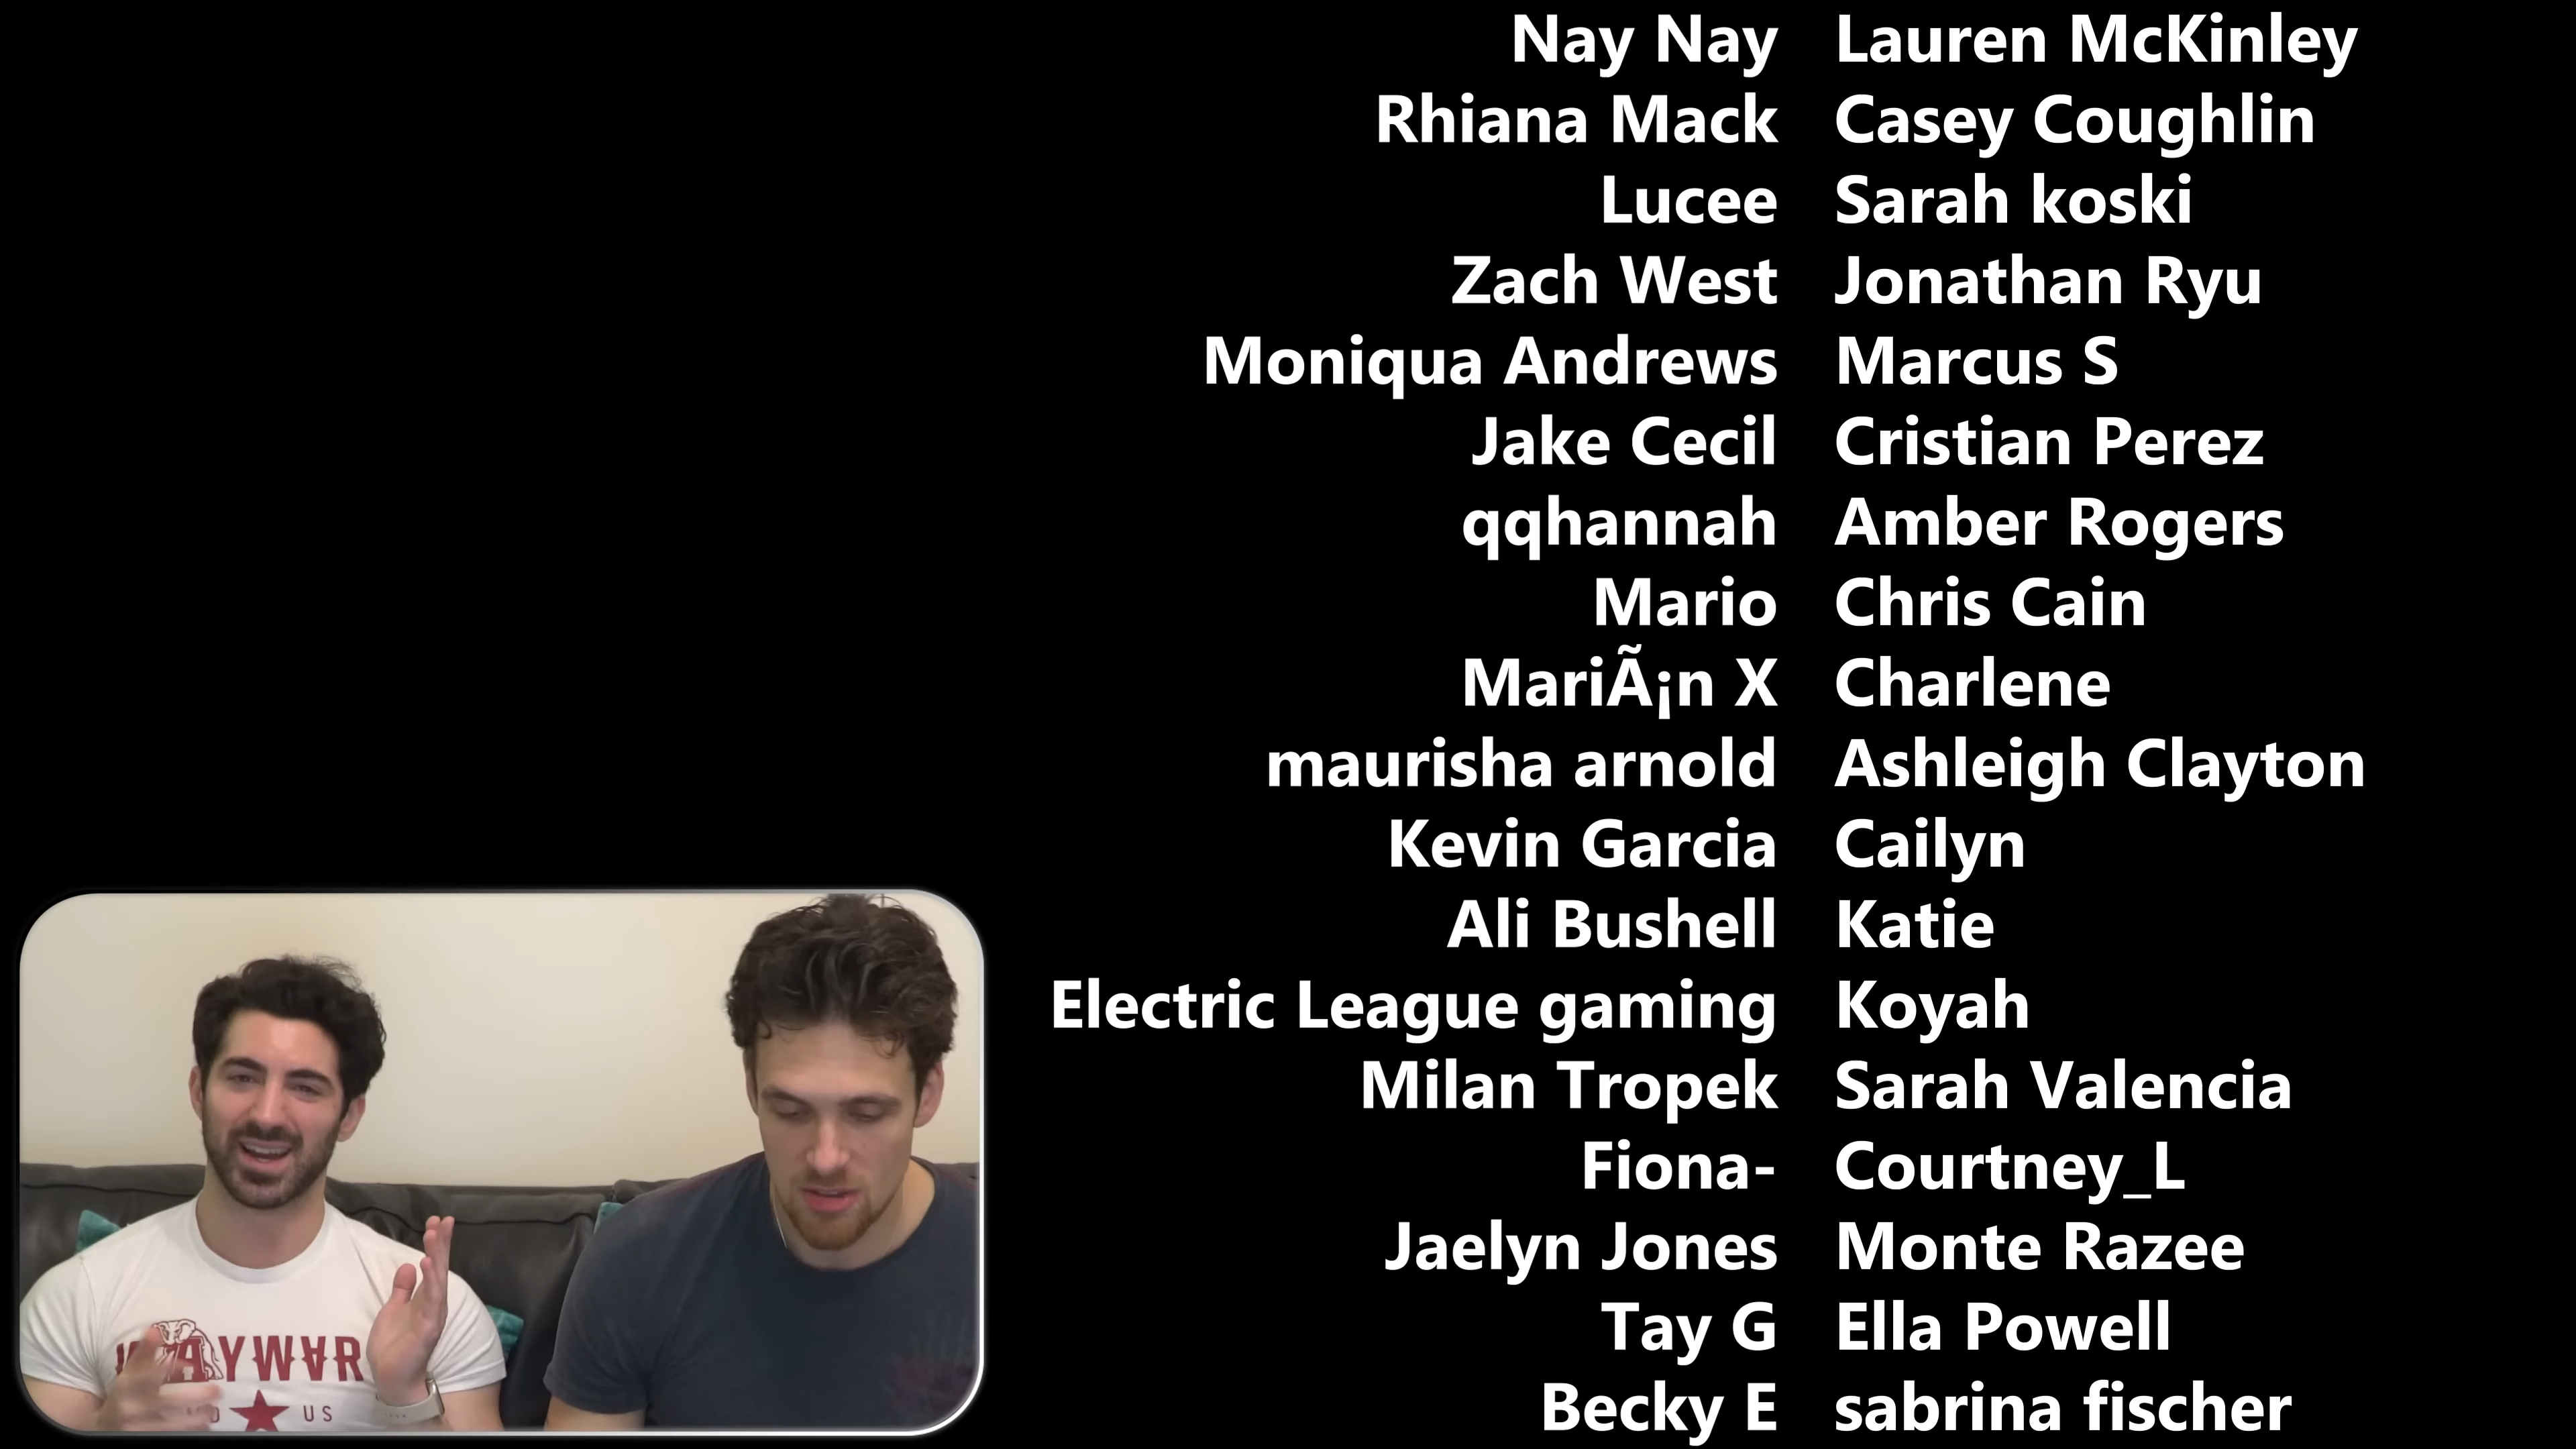 Nay Nay Lauren McKinley
Rhiana Mack Casey Coughlin
Lucee Sarah koski
Zach West Jonathan Ryu
Moniqua Andrews Marcus S
Jake Cecil Cristian Perez
qqhannah Amber Rogers
Mario Chris Cain
MariÃ¡n X Charlene
maurisha arnold Ashleigh Clayton
Kevin Garcia Cailyn
Ali Bushell Katie
Electric League gaming Koyah
Milan Tropek Sarah Valencia
Fiona- Courtney_L
Jaelyn Jones Monte Razee
Tay G Ella Powell
Becky E sabrina fischer
US